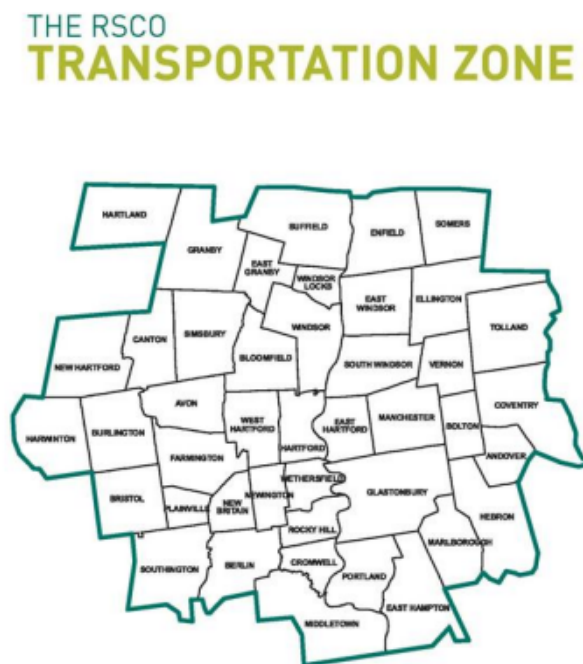 THE RSCO
TRANSPORTATION ZONE
HARTLAND
GRANBY
SUFFIELD
ENFIELD
SOMERS
EAST
GRANBY
WINDSOR
LOCKS
EAST
WINDSOR
ELLINGTON
TOLLAND
NEW HARTFORD
CANTON
SIMSBURY
BLOOMFIELD
WINDSOR
SOUTH WINDSOR
VERNON
HARWINTON
BURLINGTON
AVON
WEST
HARTFORD
HARTFORD
EAST
HARTFORD
MANCHESTER
BOLTON
COVENTRY
ANDOVER
FARMINGTON
BRISTOL
PLAINVILLE
NEW
BRITAIN
NEWINGTON
WETHERSFIELD
GLASTONBURY
HEBRON
ROCKY HILL
MARLBOROUGH
SOUTHINGTON
BERLIN
CROMWELL
PORTLAND
EAST HAMPTON
MIDDLETOWN